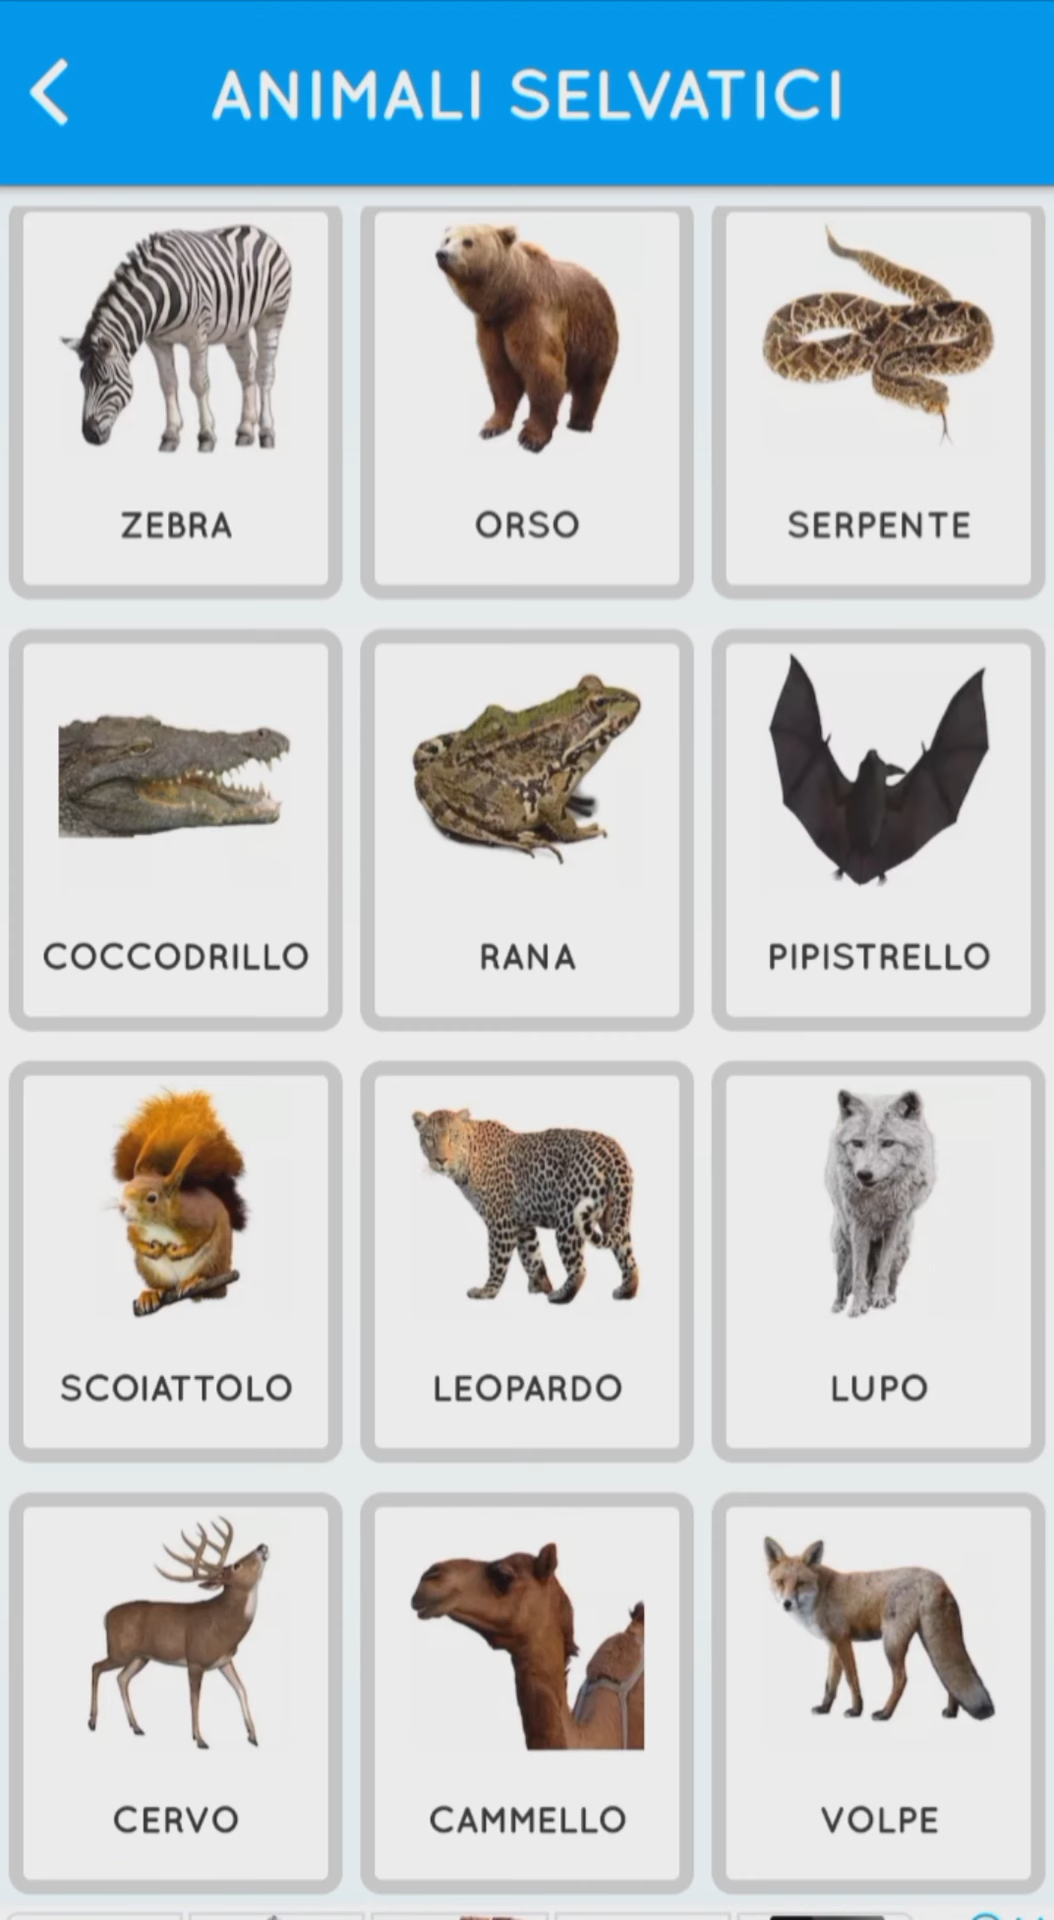 ANIMALI SELVATICI
ZEBRA
ORSO
SERPENTE
COCCODRILLO
RANA
PIPISTRELLO
SCOIATTOLO
LEOPARDO
LUPO
CERVO
CAMMELLO
VOLPE